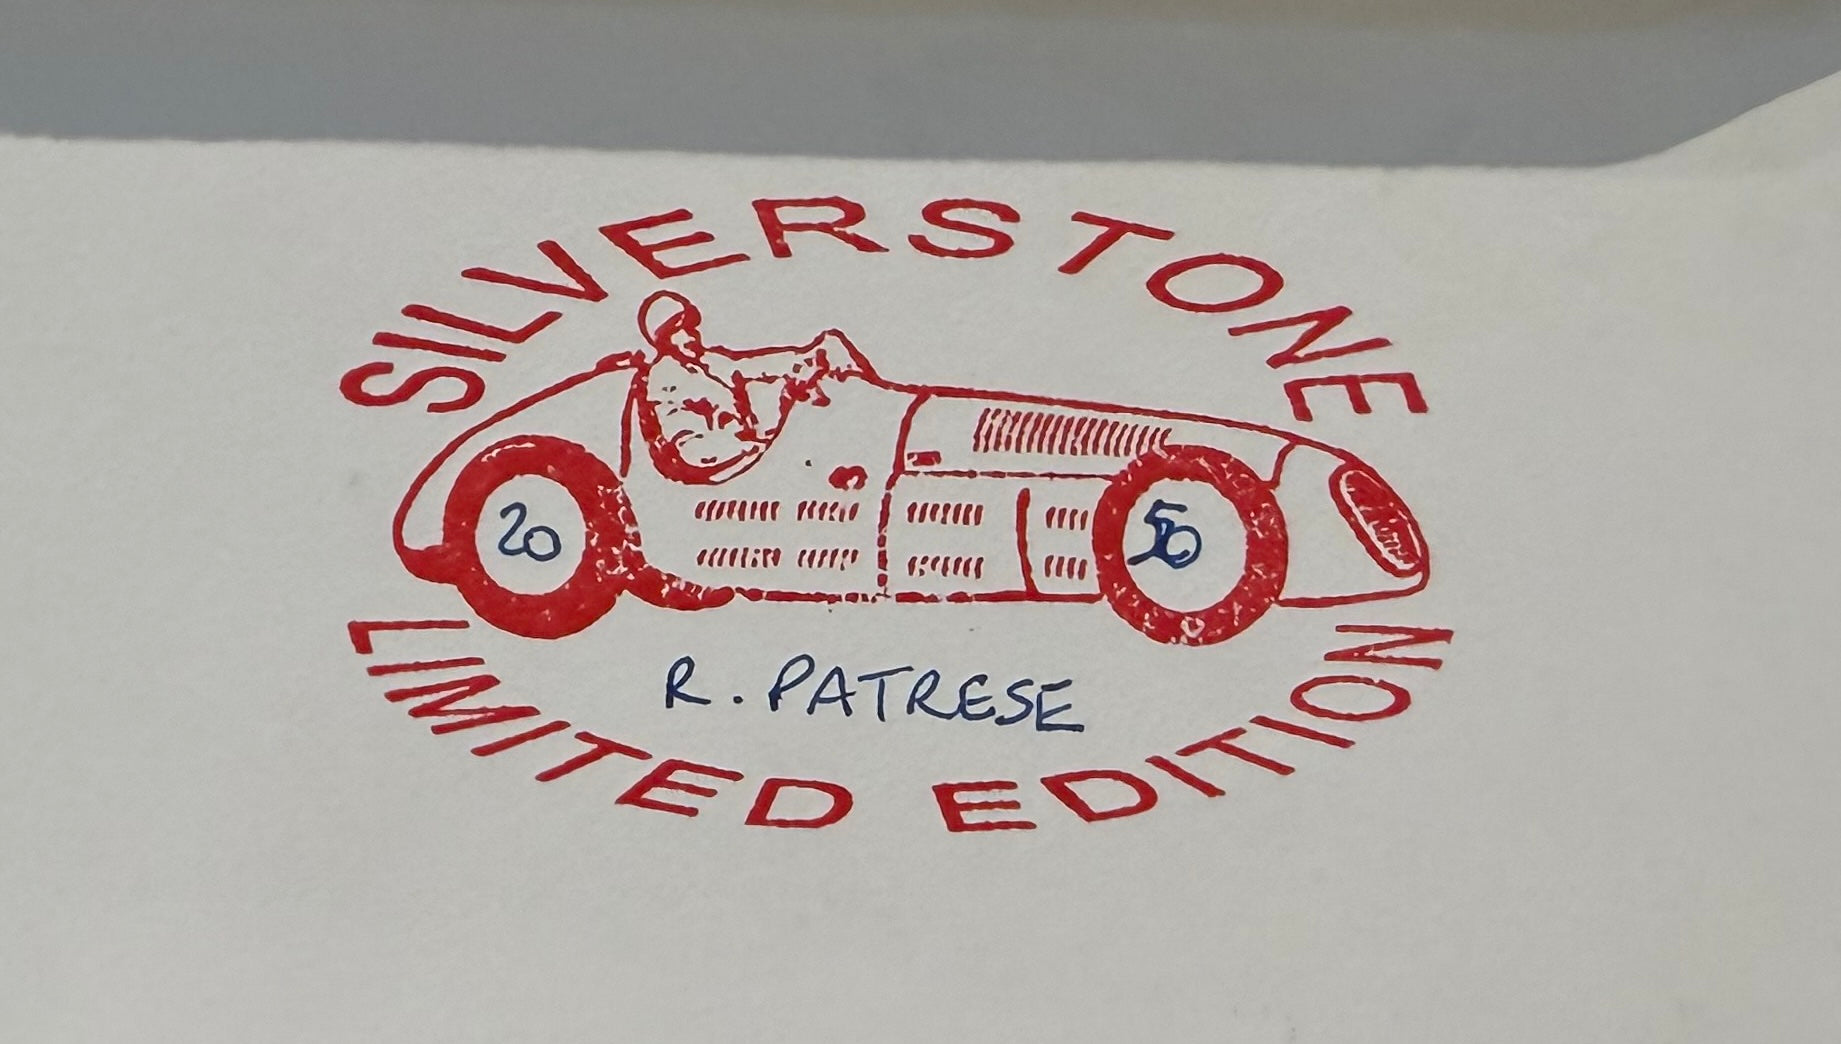 SILVERSTONE
20 50
R. PATRESE
LIMITED EDITION